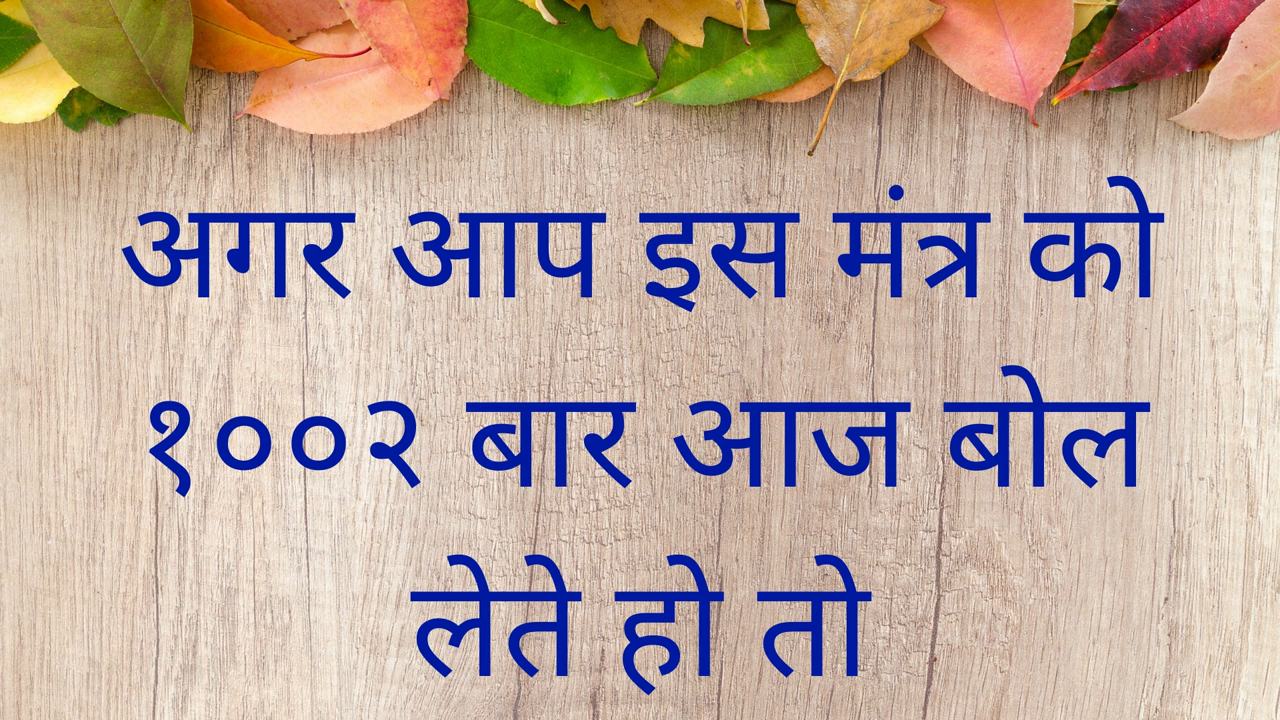 अगर आप इस मंत्र को
१००२ बार आज बोल
लेते हो तो